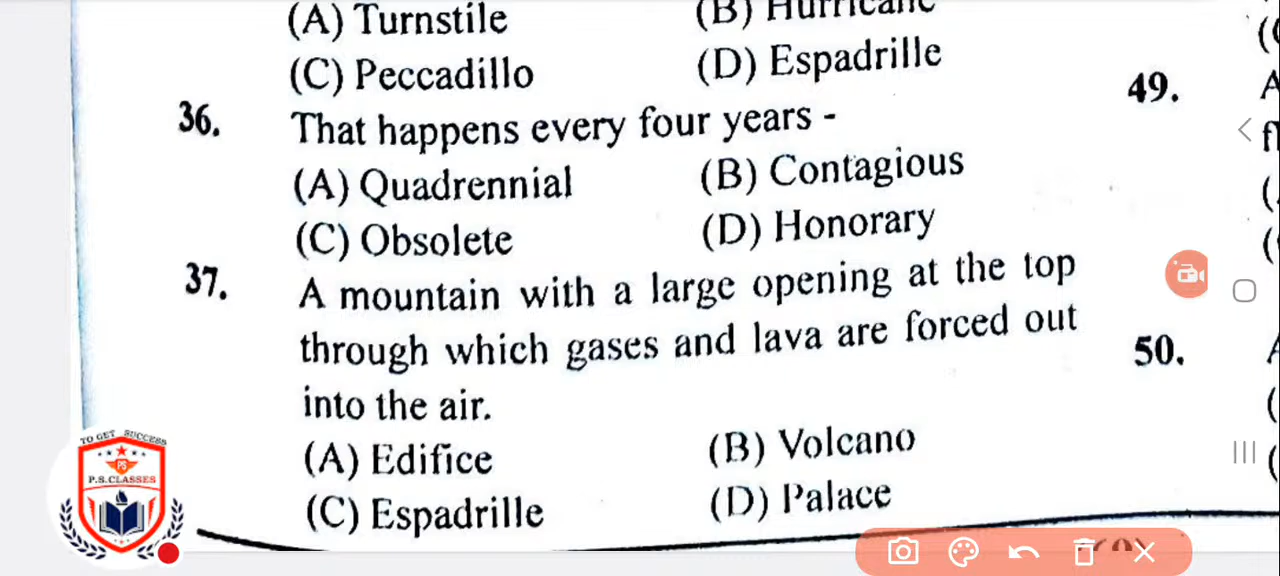 (A) Turnstile (B) Hurricane
(C) Peccadillo (D) Espadrille
36. That happens every four years -
(A) Quadrennial (B) Contagious
(C) Obsolete (D) Honorary
37. A mountain with a large opening at the top
through which gases and lava are forced out
into the air.
(A) Edifice (B) Volcano
(C) Espadrille (D) Palace
49.
50.
TO GET SUCCESS
PS
P.S.CLASSES